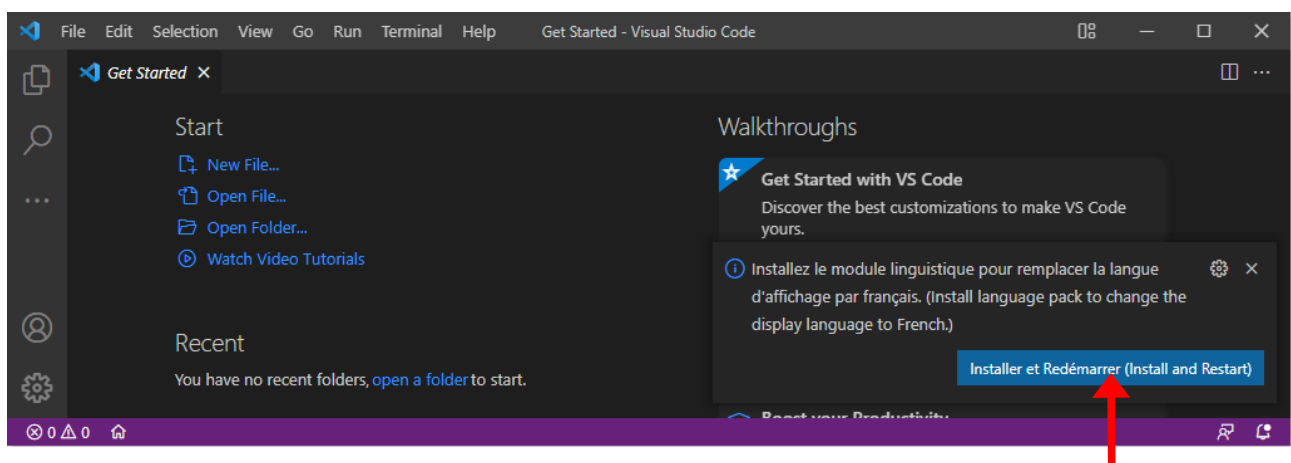 File Edit Selection View Go Run Terminal Help Get Started - Visual Studio Code
Get Started
Start
New File...
Open File...
Open Folder...
Watch Video Tutorials
Recent
You have no recent folders, open a folder to start.
Walkthroughs
Get Started with VS Code
Discover the best customizations to make VS Code
yours.
Installez le module linguistique pour remplacer la langue
d'affichage par français. (Install language pack to change the
display language to French.)
Installer et Redémarrer (Install and Restart)
Boost your Productivity
0 0